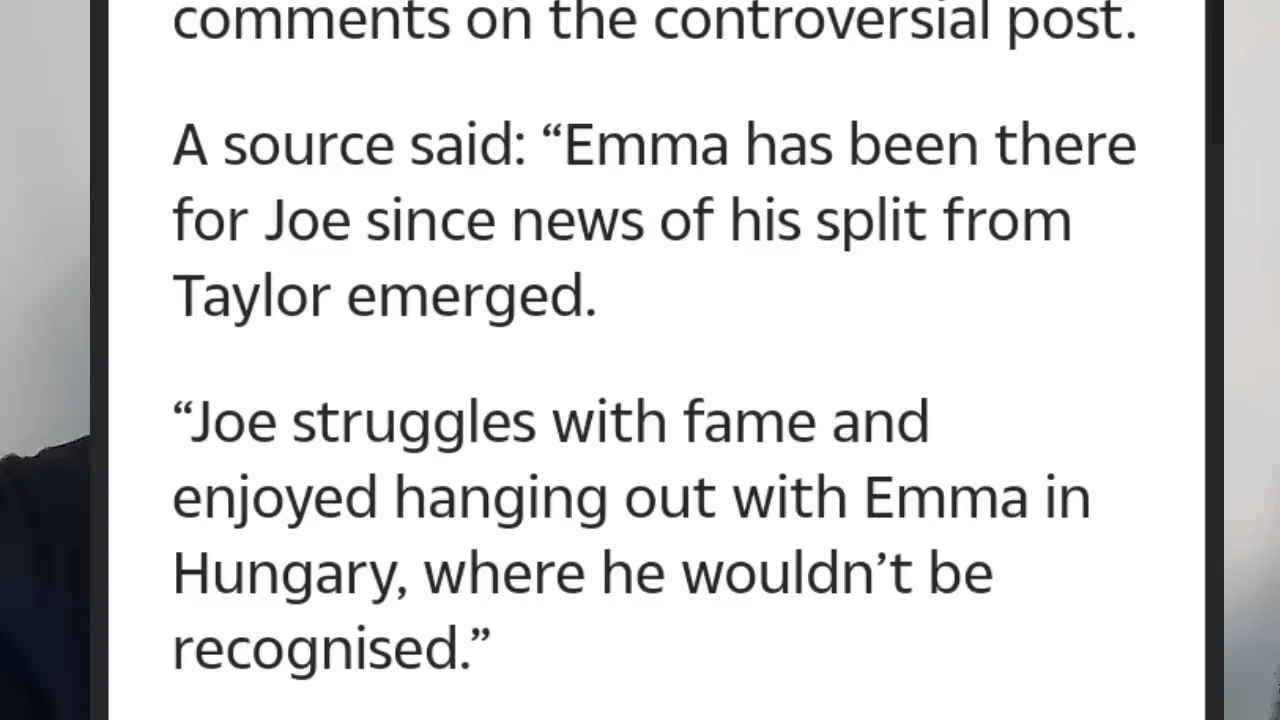 comments on the controversial post.
A source said: “Emma has been there
for Joe since news of his split from
Taylor emerged.
“Joe struggles with fame and
enjoyed hanging out with Emma in
Hungary, where he wouldn’t be
recognised.”